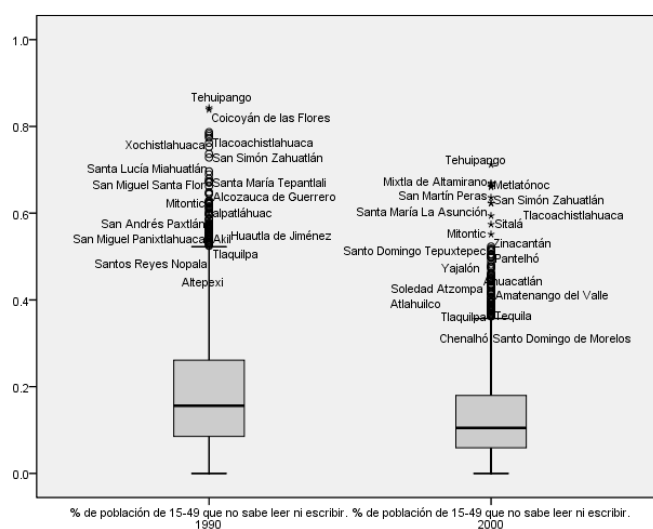 1.0
Tehuipango
Coicoyán de las Flores
0.8
Xochistlahuaca Tlacoachistlahuaca
San Simón Zahuatlán
Tehuipango
Santa Lucía Miahuatlán
Santa María Tepantlali
Mixtla de Altamirano Metlatónoc
San Miguel Santa Flor
Alcozauca de Guerrero
San Martín Peras San Simón Zahuatlán
Mitontic
alpatláhuac
0.6
Santa María La Asunción Tlacoachistlahuaca
San Andrés Paxtlán
Sitalá
San Miguel Panixtlahuaca Akil Huautla de Jiménez
Mitontic
Zinacantán
Tlaquilpa
Santo Domingo Tepuxtepec
Pantelhó
Santos Reyes Nopala
Yajalón
Altepexi
Ahuacatlán
Soledad Atzompa
Amatenango del Valle
0.4
Atlahuilco
Tlaquilpa Tequila
Chenalhó Santo Domingo de Morelos
0.2
0.0
% de población de 15-49 que no sabe leer ni escribir. % de población de 15-49 que no sabe leer ni escribir.
1990 2000